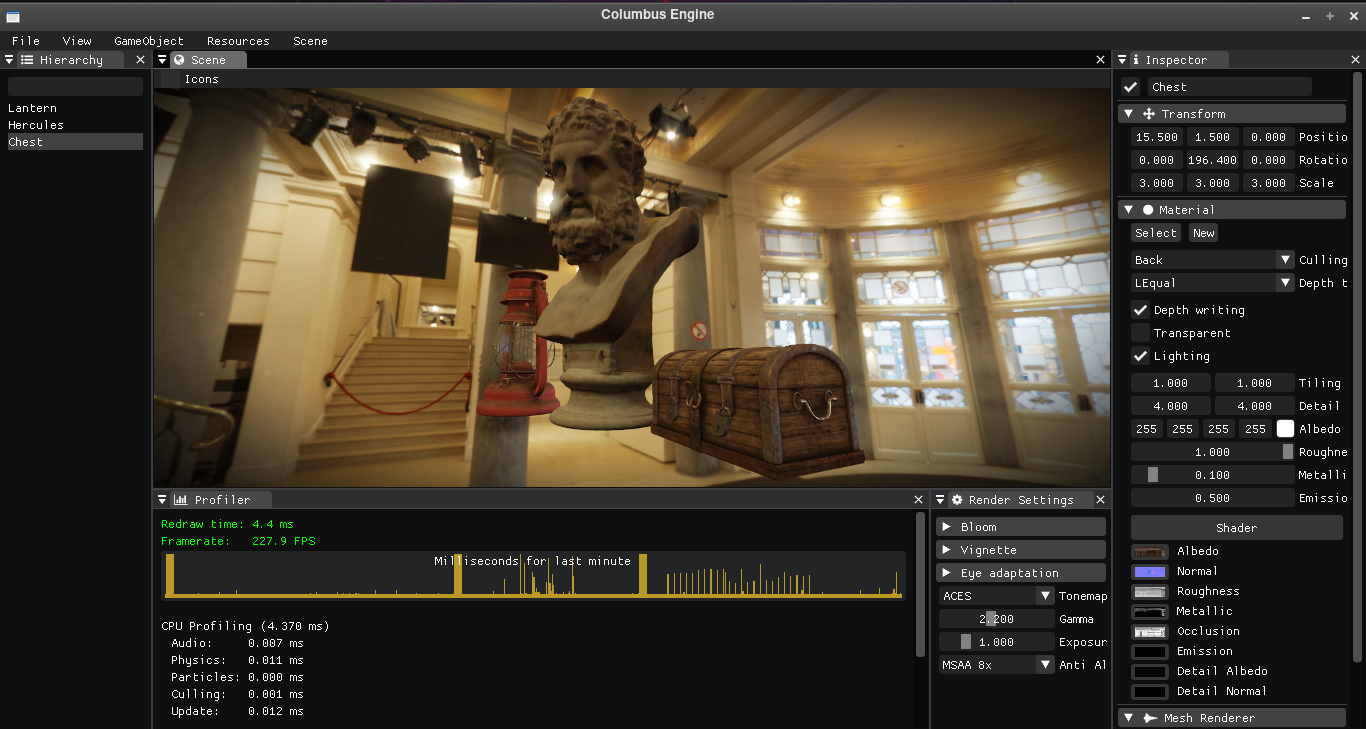 Columbus Engine
File View GameObject Resources Scene
Hierarchy
Lantern
Hercules
Chest
Scene
Icons
Profiler
Redraw time: 4.4 ms
Framerate: 227.9 FPS
Milliseconds for last minute
CPU Profiling (4.370 ms)
Audio: 0.007 ms
Physics: 0.011 ms
Particles: 0.000 ms
Culling: 0.001 ms
Update: 0.012 ms
Render Settings
Bloom
Vignette
Eye adaptation
ACES Tonemap
2.200 Gamma
1.000 Exposur
MSAA 8x Anti Al
Inspector
Chest
Transform
15.500 1.500 0.000 Positio
0.000 196.400 0.000 Rotatio
3.000 3.000 3.000 Scale
Material
Select New
Back Culling
LEqual Depth t
Depth writing
Transparent
Lighting
1.000 1.000 Tiling
4.000 4.000 Detail
255 255 255 255 Albedo
1.000 Roughne
0.100 Metalli
0.500 Emissio
Shader
Albedo
Normal
Roughness
Metallic
Occlusion
Emission
Detail Albedo
Detail Normal
Mesh Renderer